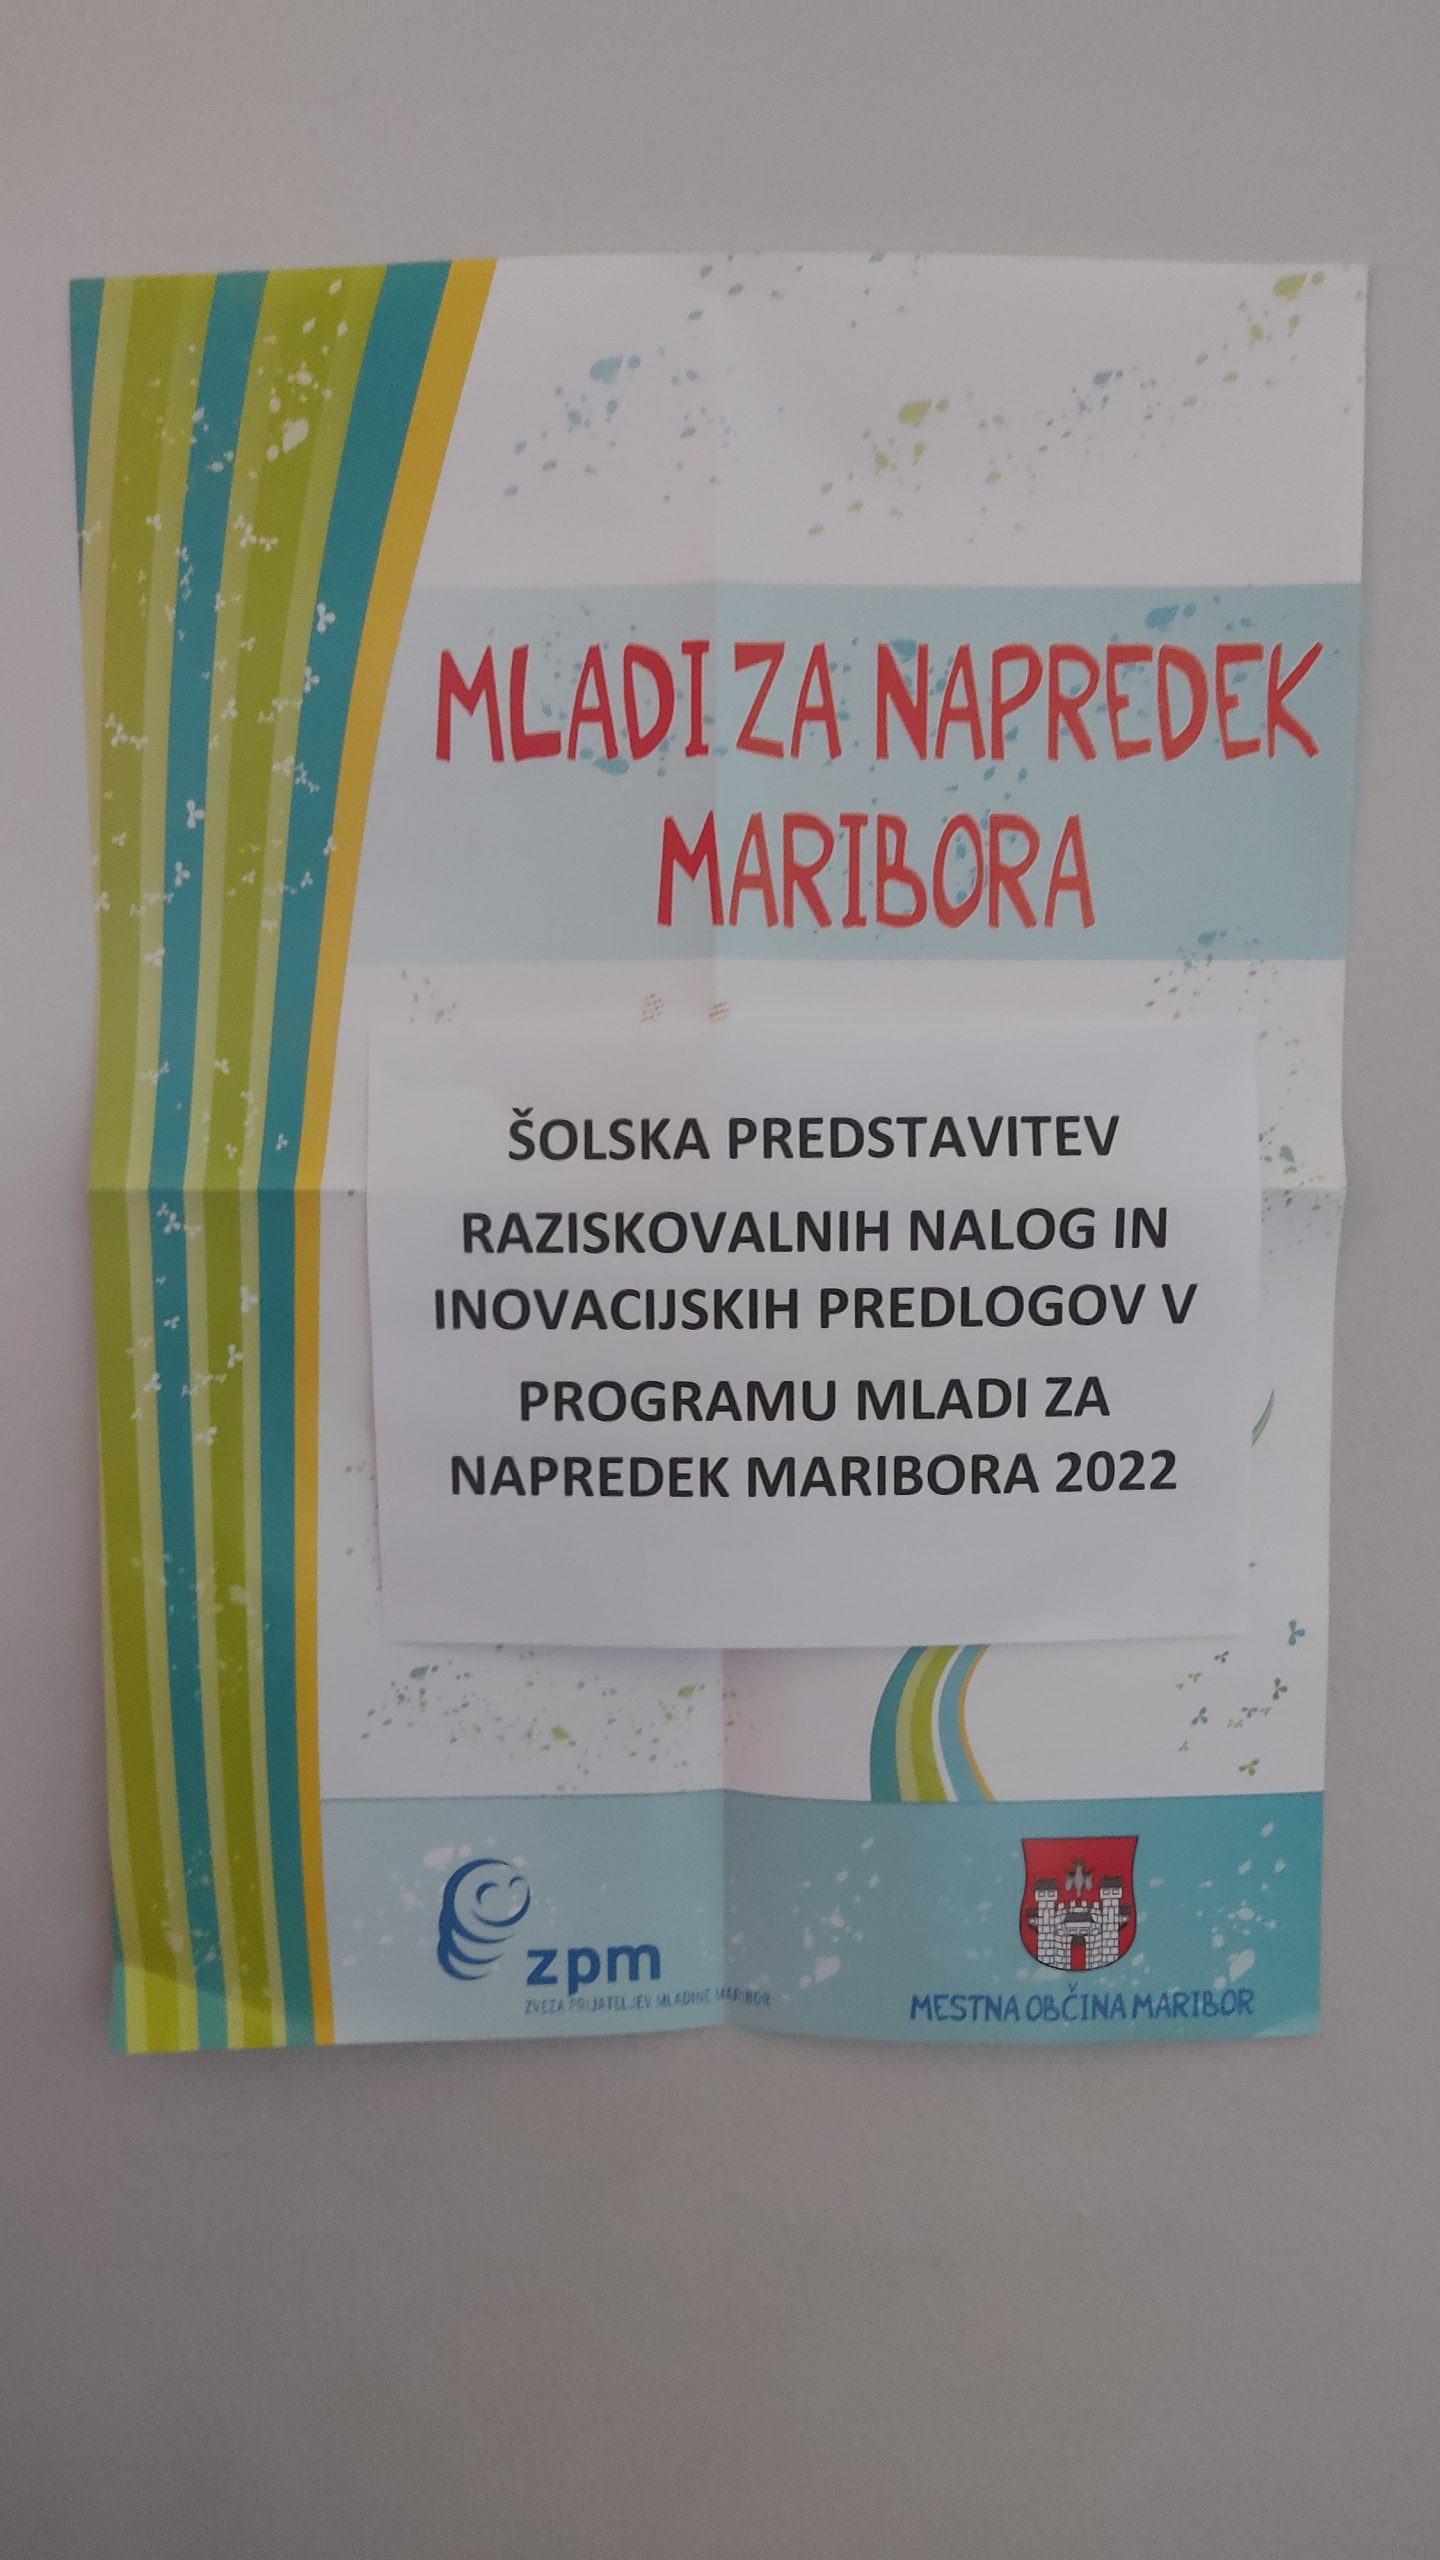 MLADI ZA NAPREDEK
MARIBORA
ŠOLSKA PREDSTAVITEV
RAZISKOVALNIH NALOG IN
INOVACIJSKIH PREDLOGOV V
PROGRAMU MLADI ZA
NAPREDEK MARIBORA 2022
zpm
ZVEZA PRIJATELJEV MLADINE MARIBOR
MESTNA OBČINA MARIBOR